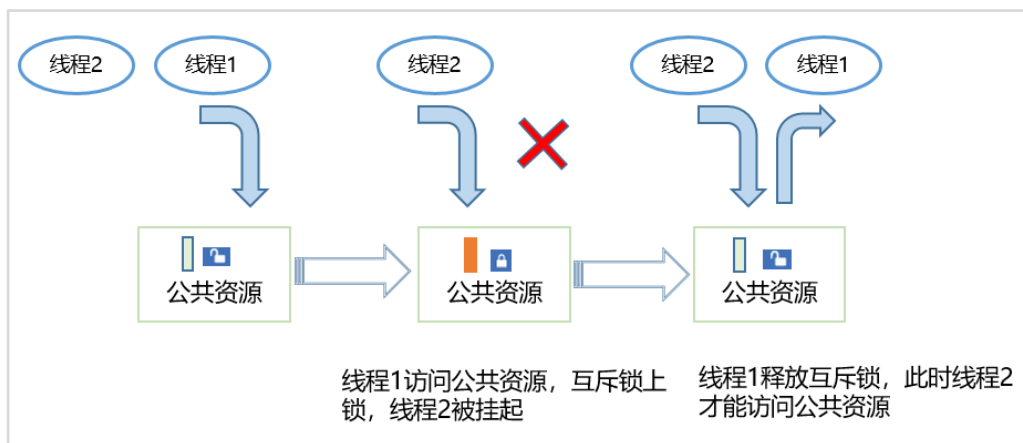 线程2
线程1
线程2
线程2
线程1
公共资源
公共资源
公共资源
线程1访问公共资源，互斥锁上
锁，线程2被挂起
线程1释放互斥锁，此时线程2
才能访问公共资源